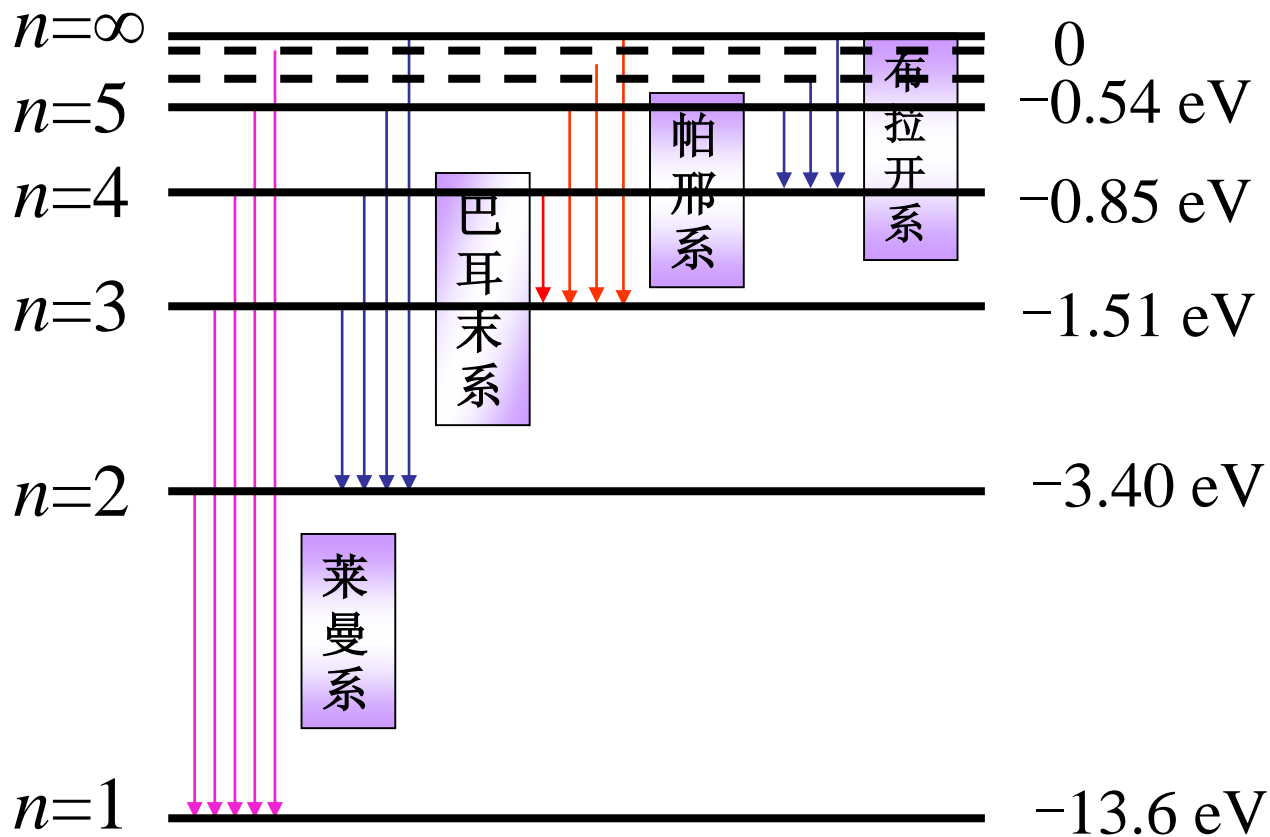 n=∞
0
n=5
−0.54 eV
n=4
−0.85 eV
n=3
−1.51 eV
n=2
−3.40 eV
n=1
−13.6 eV
莱曼系
巴耳末系
帕邢系
布拉开系